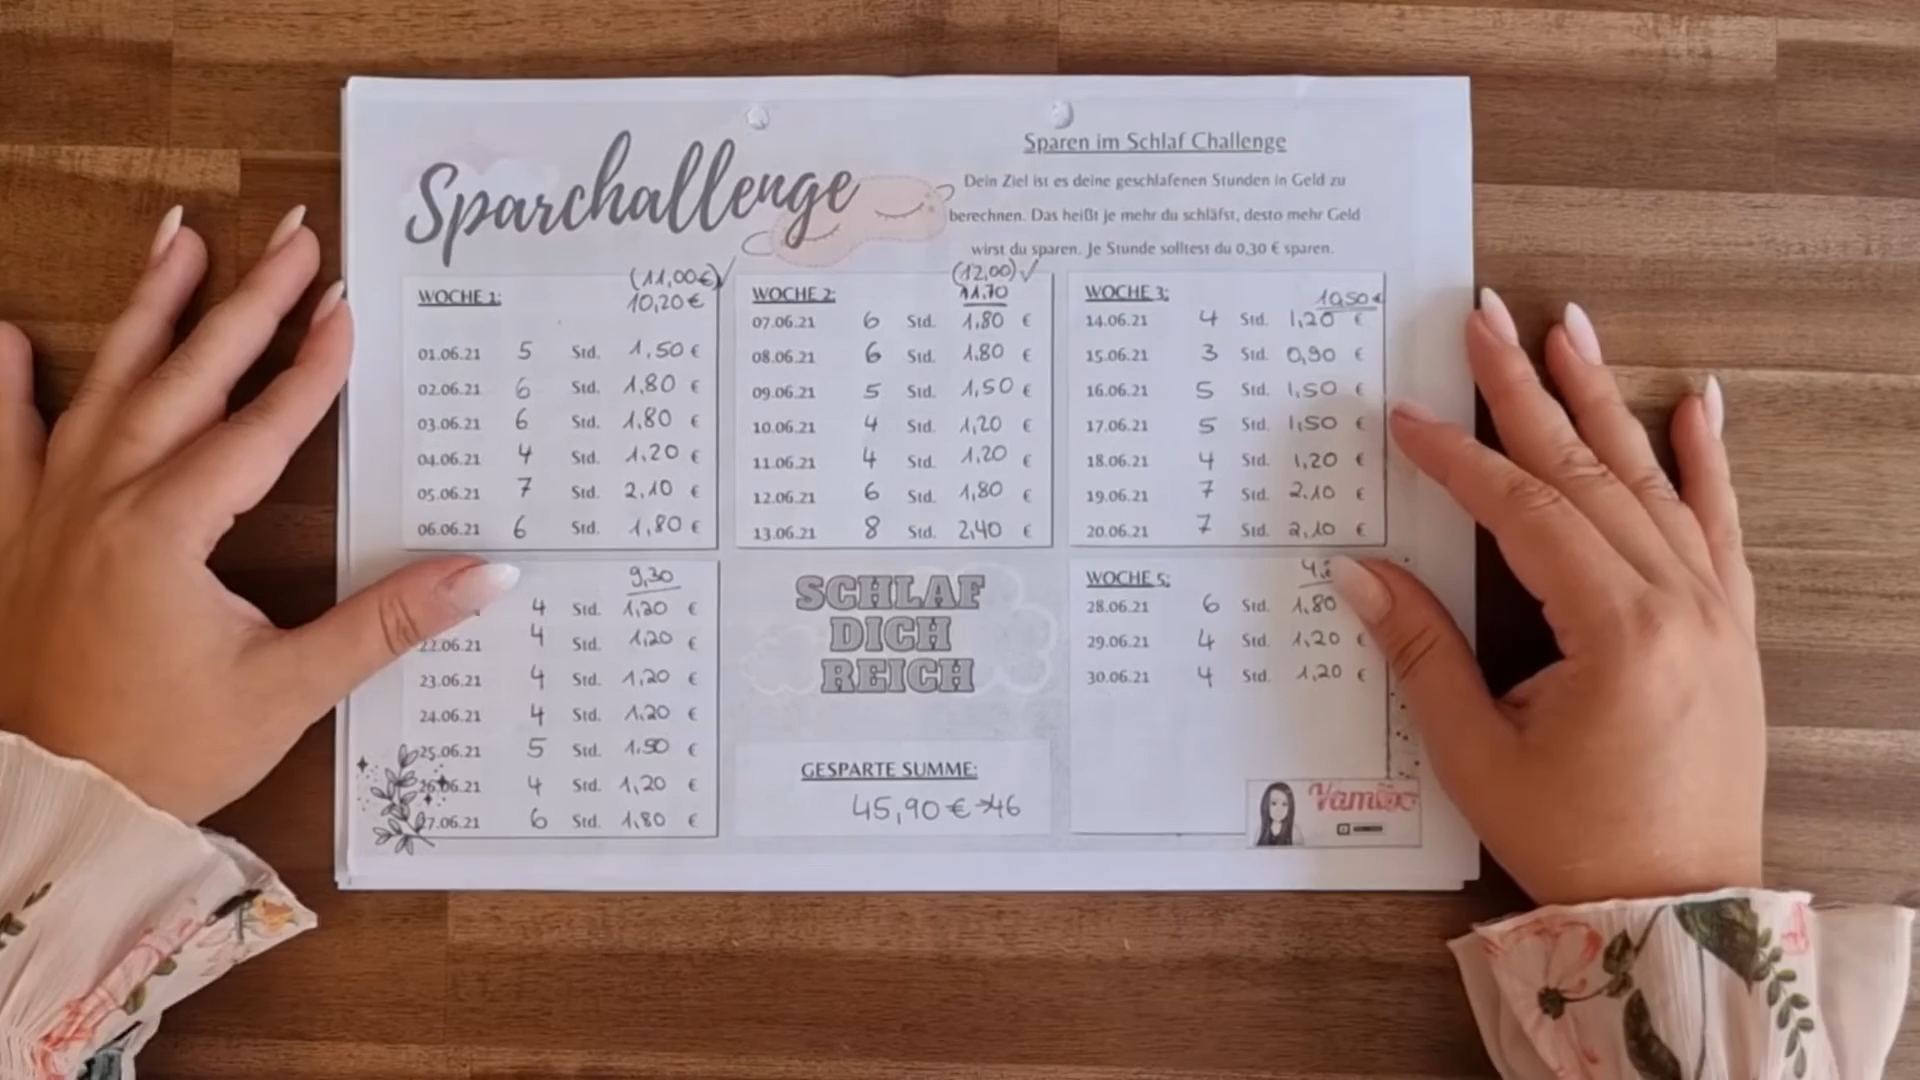 Sparchallenge
Sparen im Schlaf Challenge
Dein Ziel ist es deine geschlafenen Stunden in Geld zu
berechnen. Das heißt je mehr du schläfst, desto mehr Geld
wirst du sparen. Je Stunde solltest du 0,30 € sparen.
(11,00€)✓
WOCHE 1: 10,20€
01.06.21 5 Std. 1,50 €
02.06.21 6 Std. 1,80 €
03.06.21 6 Std. 1,80 €
04.06.21 4 Std. 1,20 €
05.06.21 7 Std. 2,10 €
06.06.21 6 Std. 1,80 €
(12,00)✓
WOCHE 2: 11,70
07.06.21 6 Std. 1,80 €
08.06.21 6 Std. 1,80 €
09.06.21 5 Std. 1,50 €
10.06.21 4 Std. 1,20 €
11.06.21 4 Std. 1,20 €
12.06.21 6 Std. 1,80 €
13.06.21 8 Std. 2,40 €
WOCHE 3: 10,50€
14.06.21 4 Std. 1,20 €
15.06.21 3 Std. 0,90 €
16.06.21 5 Std. 1,50 €
17.06.21 5 Std. 1,50 €
18.06.21 4 Std. 1,20 €
19.06.21 7 Std. 2,10 €
20.06.21 7 Std. 2,10 €
9,30
4 Std. 1,20 €
22.06.21 4 Std. 1,20 €
23.06.21 4 Std. 1,20 €
24.06.21 4 Std. 1,20 €
25.06.21 5 Std. 1,50 €
26.06.21 4 Std. 1,20 €
27.06.21 6 Std. 1,80 €
SCHLAF
DICH
REICH
GESPARTE SUMME:
45,90 € → 46
WOCHE 5:
28.06.21 6 Std. 1,80
29.06.21 4 Std. 1,20 €
30.06.21 4 Std. 1,20 €